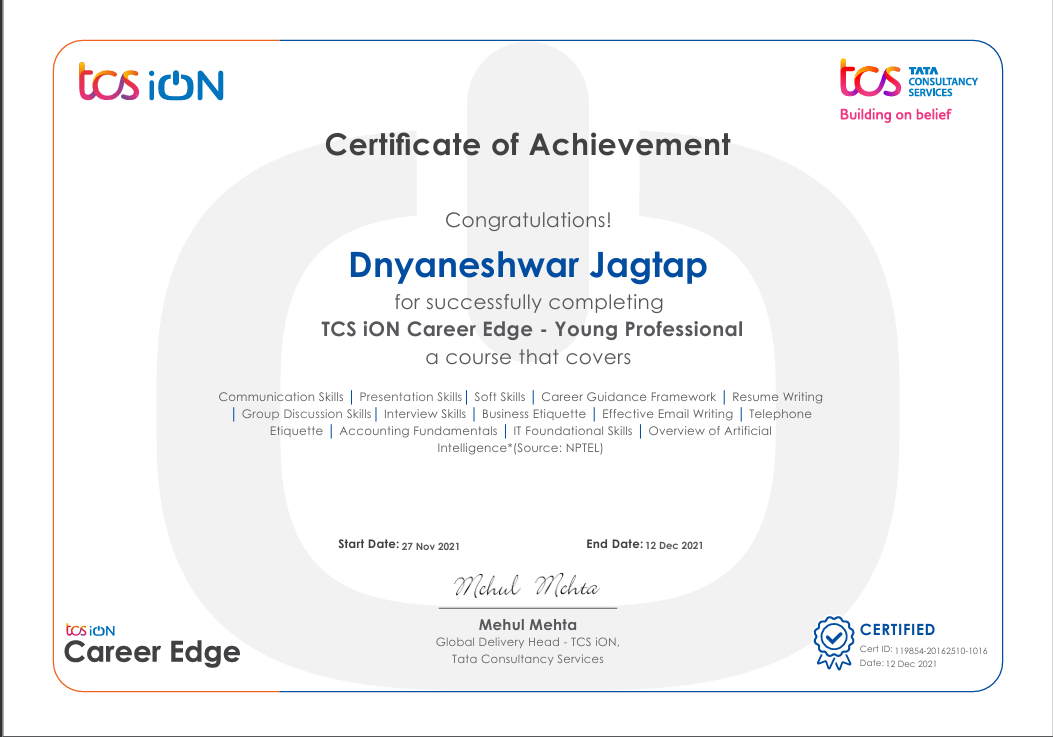 tcs iON
tcs TATA CONSULTANCY SERVICES
Building on belief
Certificate of Achievement
Congratulations!
Dnyaneshwar Jagtap
for successfully completing
TCS iON Career Edge - Young Professional
a course that covers
Communication Skills | Presentation Skills | Soft Skills | Career Guidance Framework | Resume Writing
| Group Discussion Skills | Interview Skills | Business Etiquette | Effective Email Writing | Telephone
Etiquette | Accounting Fundamentals | IT Foundational Skills | Overview of Artificial
Intelligence*(Source: NPTEL)
Start Date: 27 Nov 2021 End Date: 12 Dec 2021
Mehul Mehta
Mehul Mehta
Global Delivery Head - TCS iON,
Tata Consultancy Services
tcs iON
Career Edge
CERTIFIED
Cert ID: 119854-20162510-1016
Date: 12 Dec 2021